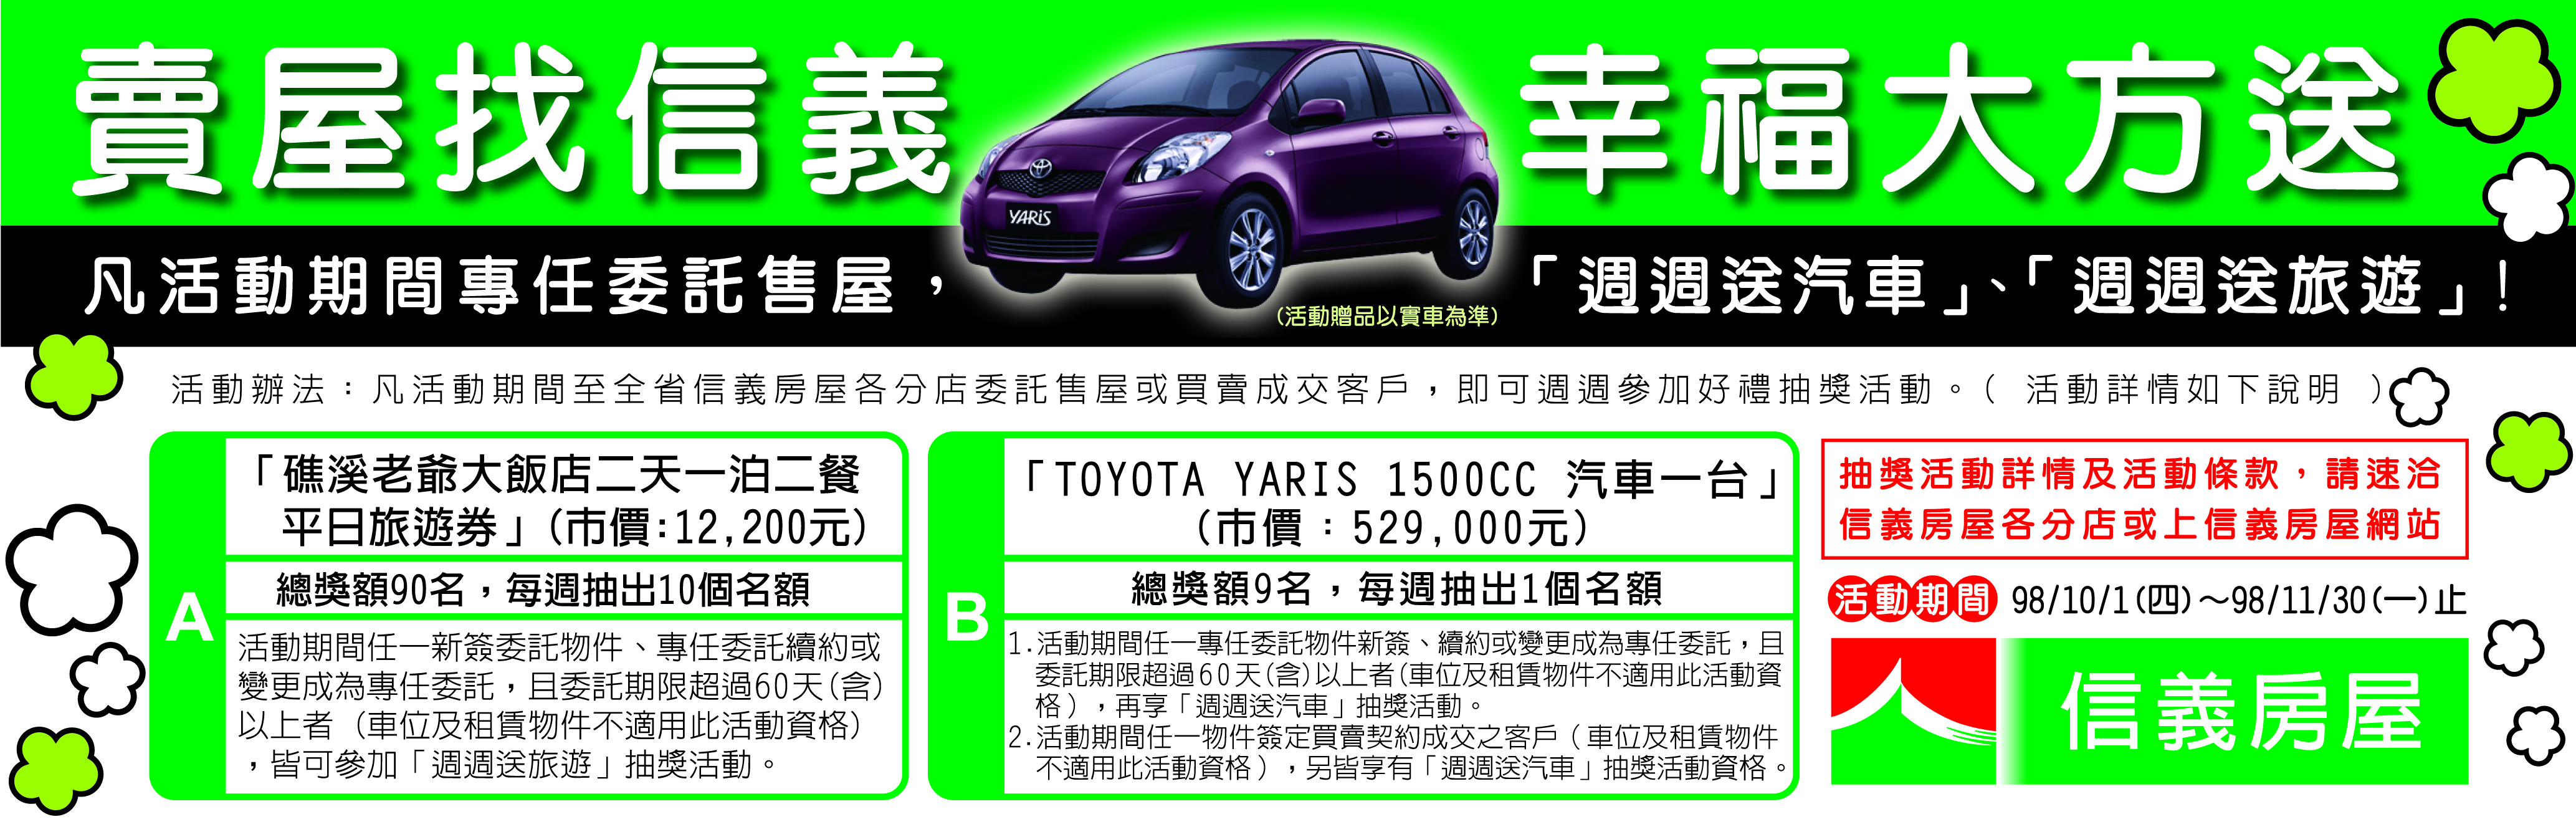 賣屋找信義
幸福大方送
YARIS
凡活動期間專任委託售屋，
「週週送汽車」、「週週送旅遊」！
(活動贈品以實車為準)
活動辦法：凡活動期間至全省信義房屋各分店委託售屋或買賣成交客戶，即可週週參加好禮抽獎活動。( 活動詳情如下說明 )
A
「礁溪老爺大飯店二天一泊二餐
平日旅遊券」(市價:12,200元)
總獎額90名，每週抽出10個名額
活動期間任一新簽委託物件、專任委託續約或
變更成為專任委託，且委託期限超過60天(含)
以上者 (車位及租賃物件不適用此活動資格)
，皆可參加「週週送旅遊」抽獎活動。
B
「TOYOTA YARIS 1500CC 汽車一台」
(市價：529,000元)
總獎額9名，每週抽出1個名額
1.活動期間任一專任委託物件新簽、續約或變更成為專任委託，且
委託期限超過60天(含)以上者(車位及租賃物件不適用此活動資
格)，再享「週週送汽車」抽獎活動。
2.活動期間任一物件簽定買賣契約成交之客戶(車位及租賃物件
不適用此活動資格)，另皆享有「週週送汽車」抽獎活動資格。
抽獎活動詳情及活動條款，請速洽
信義房屋各分店或上信義房屋網站
活動期間 98/10/1(四)～98/11/30(一)止
信義房屋